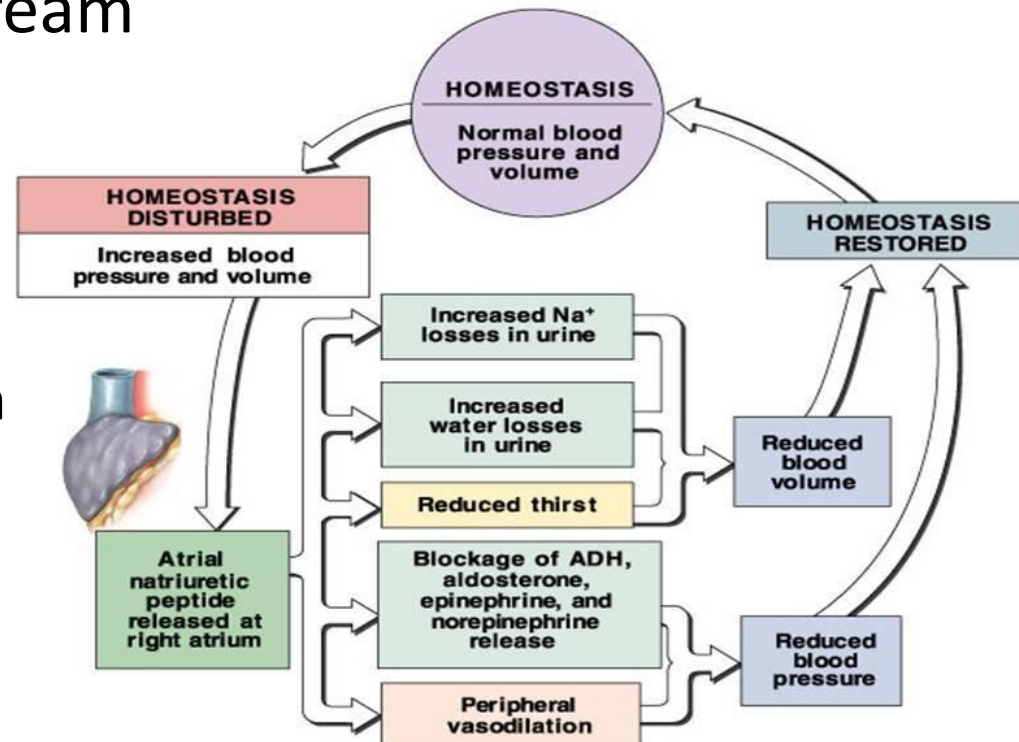 HOMEOSTASIS
Normal blood
pressure and
volume
HOMEOSTASIS
DISTURBED
Increased blood
pressure and volume
HOMEOSTASIS
RESTORED
Increased Na⁺
losses in urine
Increased
water losses
in urine
Reduced thirst
Reduced
blood
volume
Atrial
natriuretic
peptide
released at
right atrium
Blockage of ADH,
aldosterone,
epinephrine, and
norepinephrine
release
Reduced
blood
pressure
Peripheral
vasodilation